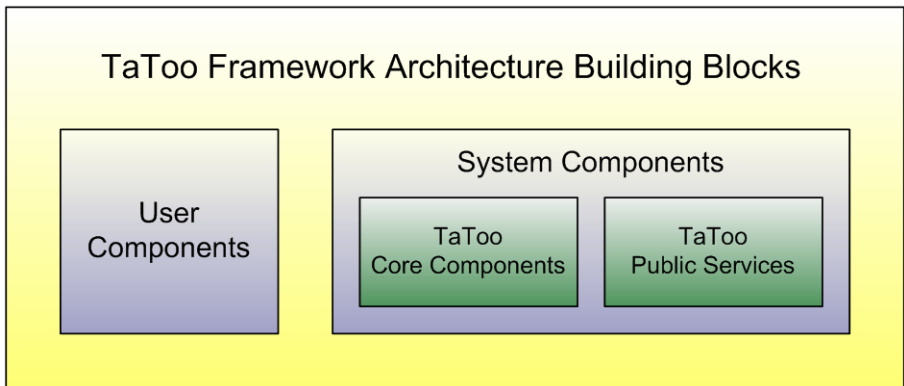 TaToo Framework Architecture Building Blocks
User
Components
System Components
TaToo
Core Components
TaToo
Public Services